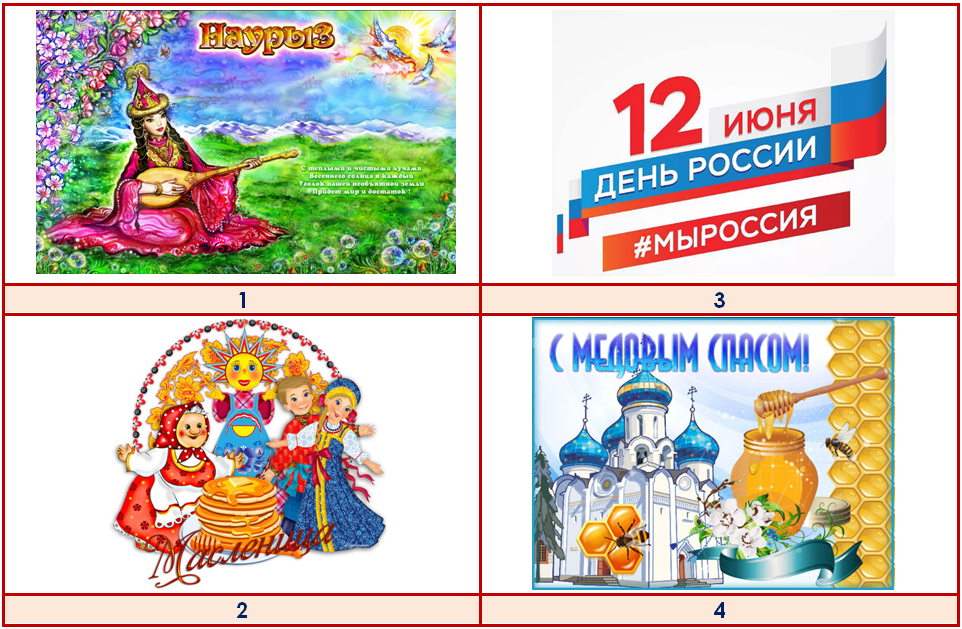 Наурыз
С теплыми и чистыми лучами
Весеннего солнца в каждый
Уголок нашей необъятной земли
Придет мир и достаток!
12 ИЮНЯ
ДЕНЬ РОССИИ
#МЫРОССИЯ
1
3
Масленица
С МЕДОВЫМ СПАСОМ!
2
4